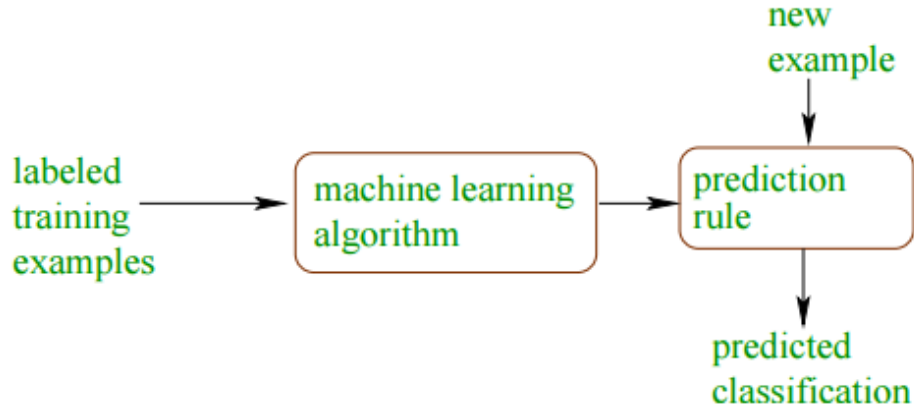 new
example
labeled
training
examples
machine learning
algorithm
prediction
rule
predicted
classification